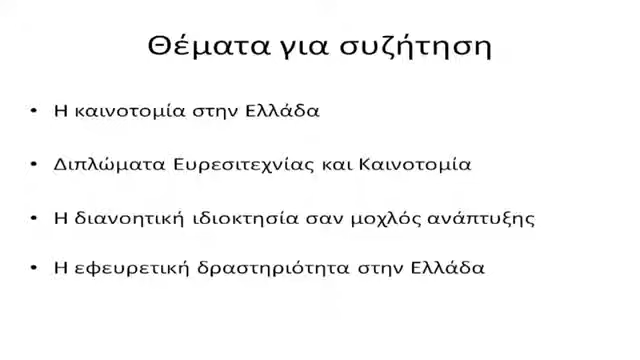 Θέματα για συζήτηση
• Η καινοτομία στην Ελλάδα
• Διπλώματα Ευρεσιτεχνίας και Καινοτομία
• Η διανοητική ιδιοκτησία σαν μοχλός ανάπτυξης
• Η εφευρετική δραστηριότητα στην Ελλάδα